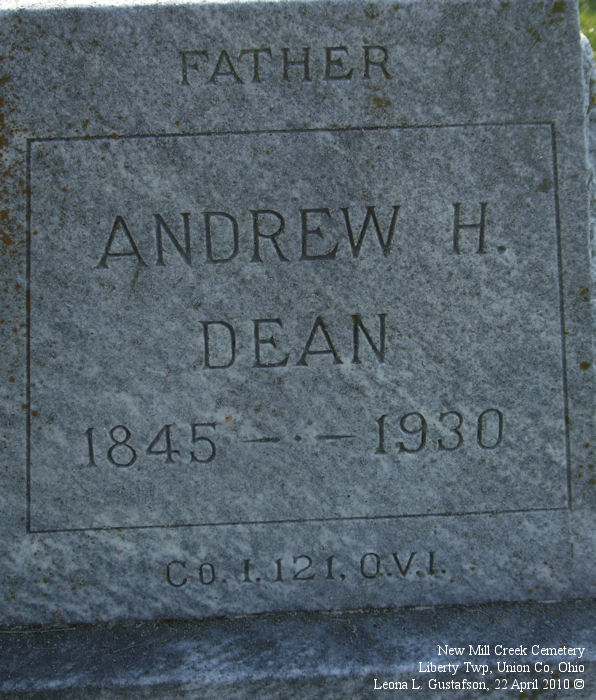 FATHER
ANDREW H.
DEAN
1845 — · — 1930
Co. I. 121. O.V.I.
New Mill Creek Cemetery
Liberty Twp, Union Co, Ohio
Leona L. Gustafson, 22 April 2010 ©